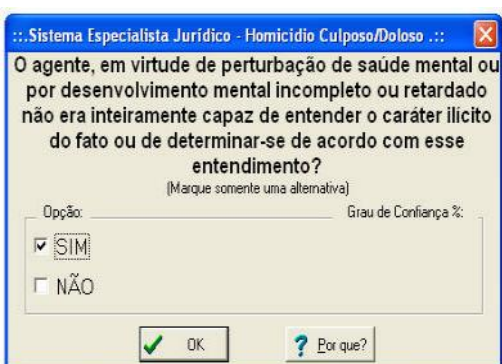 ::.Sistema Especialista Jurídico - Homicídio Culposo/Doloso .::
O agente, em virtude de perturbação de saúde mental ou
por desenvolvimento mental incompleto ou retardado
não era inteiramente capaz de entender o caráter ilícito
do fato ou de determinar-se de acordo com esse
entendimento?
(Marque somente uma alternativa)
Opção: Grau de Confiança %:
SIM
NÃO
OK ? Por que?